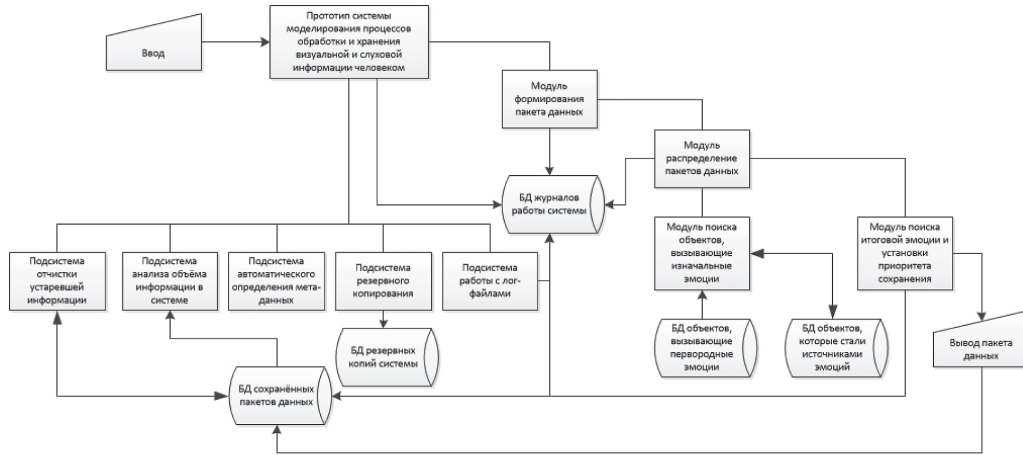 Ввод
Прототип системы
моделирования процессов
обработки и хранения
визуальной и слуховой
информации человеком
Модуль
формирования
пакета данных
Модуль
распределение
пакетов данных
БД журналов
работы системы
Модуль поиска
объектов,
вызывающие
изначальные
эмоции
Модуль поиска
итоговой эмоции и
установки
приоритета
сохранения
Подсистема
отчистки
устаревшей
информации
Подсистема
анализа объёма
информации в
системе
Подсистема
автоматического
определения мета-
данных
Подсистема
резервного
копирования
Подсистема
работы с лог-
файлами
БД резервных
копий системы
БД объектов,
вызывающие
первородные
эмоции
БД объектов,
которые стали
источниками
эмоций
Вывод пакета
данных
БД сохранённых
пакетов данных